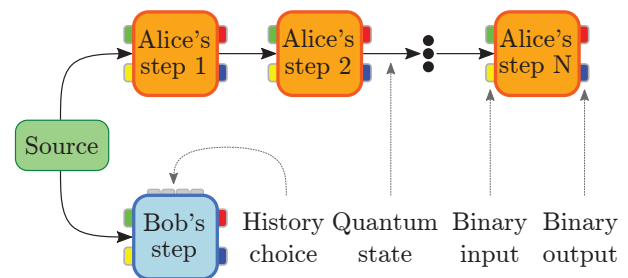 Alice's
step 1
Alice's
step 2
Alice's
step N
Source
Bob's
step
History
choice
Quantum
state
Binary
input
Binary
output